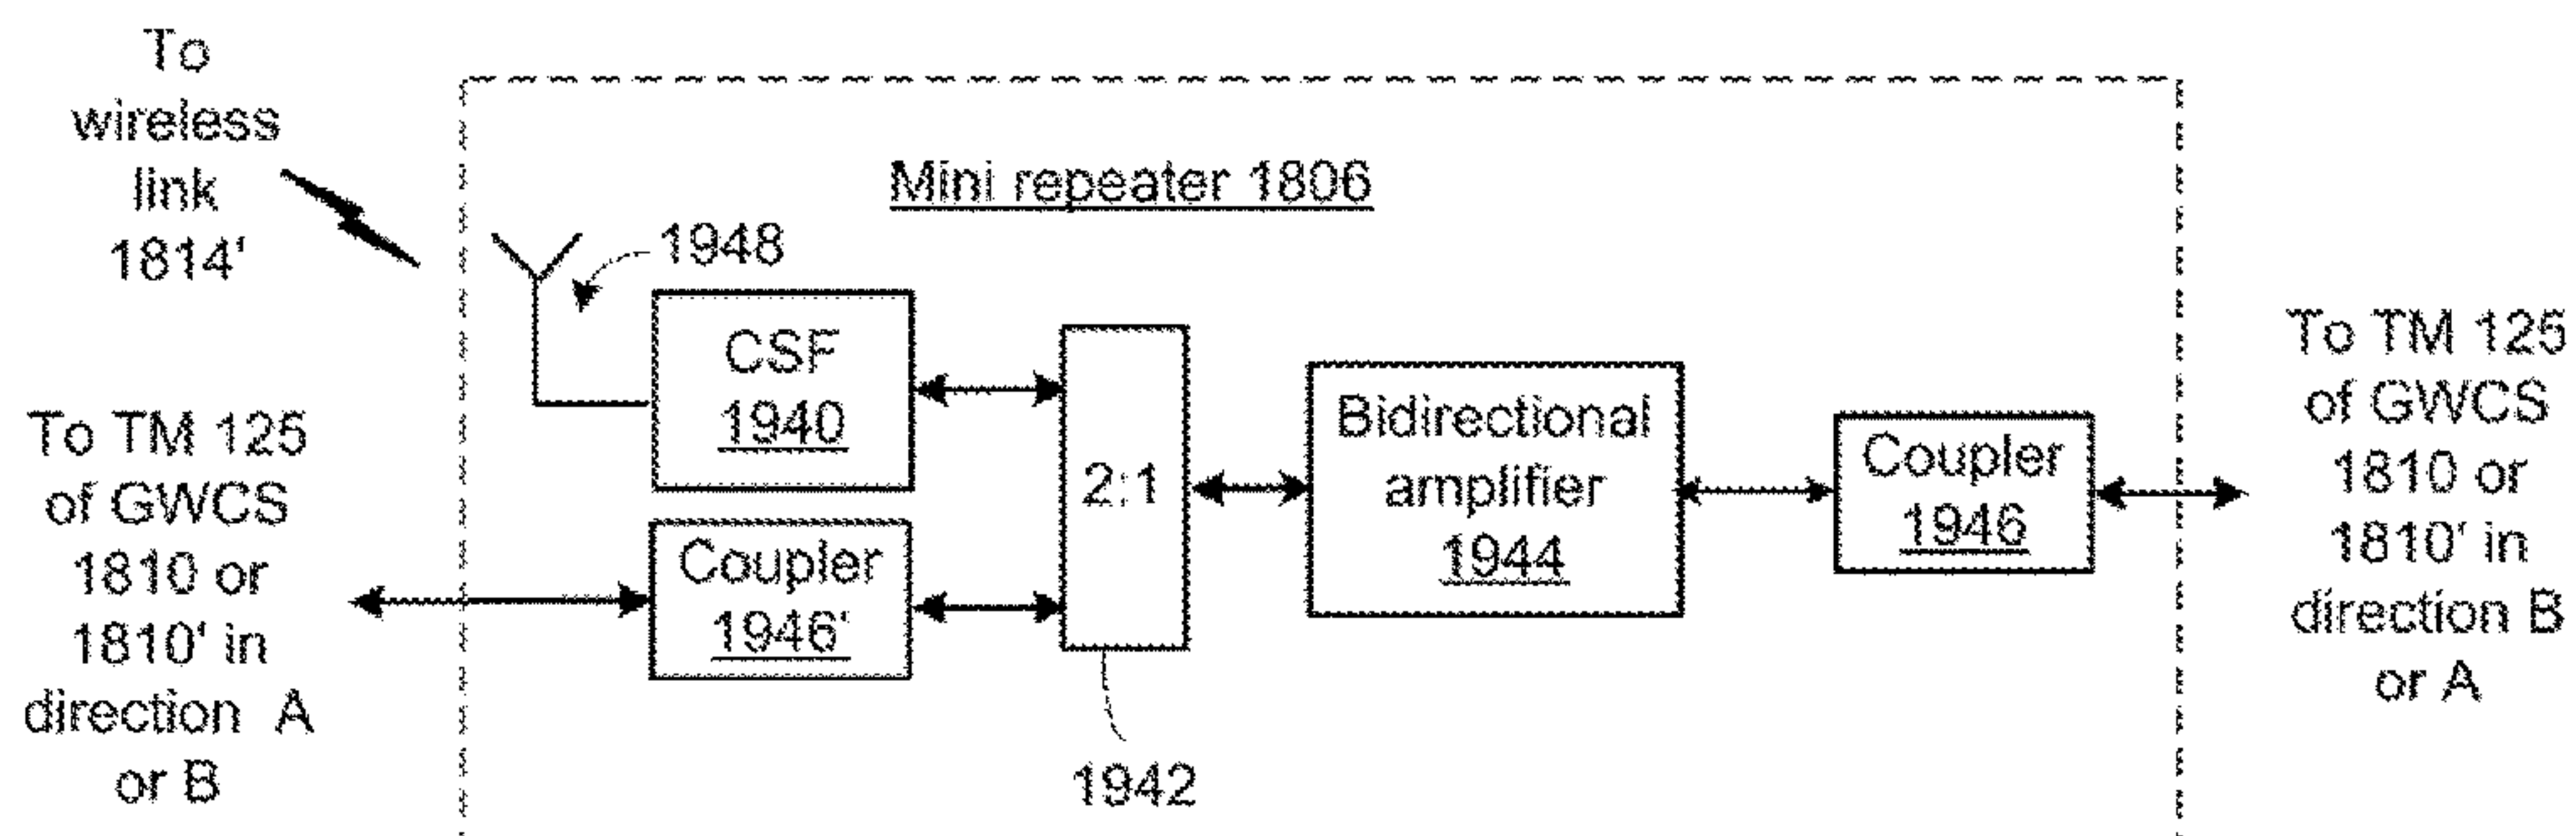 To
wireless
link
1814'
Mini repeater 1806
1948
CSF
1940
2:1
Bidirectional
amplifier
1944
Coupler
1946
Coupler
1946'
1942
To TM 125
of GWCS
1810 or
1810' in
direction A
or B
To TM 125
of GWCS
1810 or
1810' in
direction B
or A